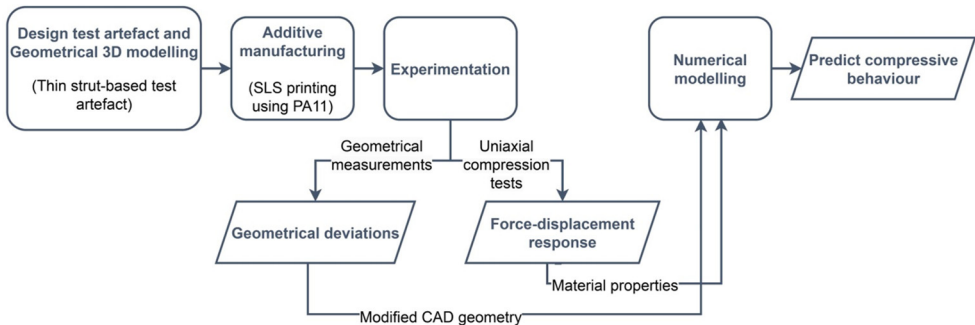 Design test artefact and
Geometrical 3D modelling
(Thin strut-based test
artefact)
Additive
manufacturing
(SLS printing
using PA11)
Experimentation
Numerical
modelling
Predict compressive
behaviour
Geometrical
measurements
Uniaxial
compression
tests
Geometrical deviations
Force-displacement
response
Material properties
Modified CAD geometry